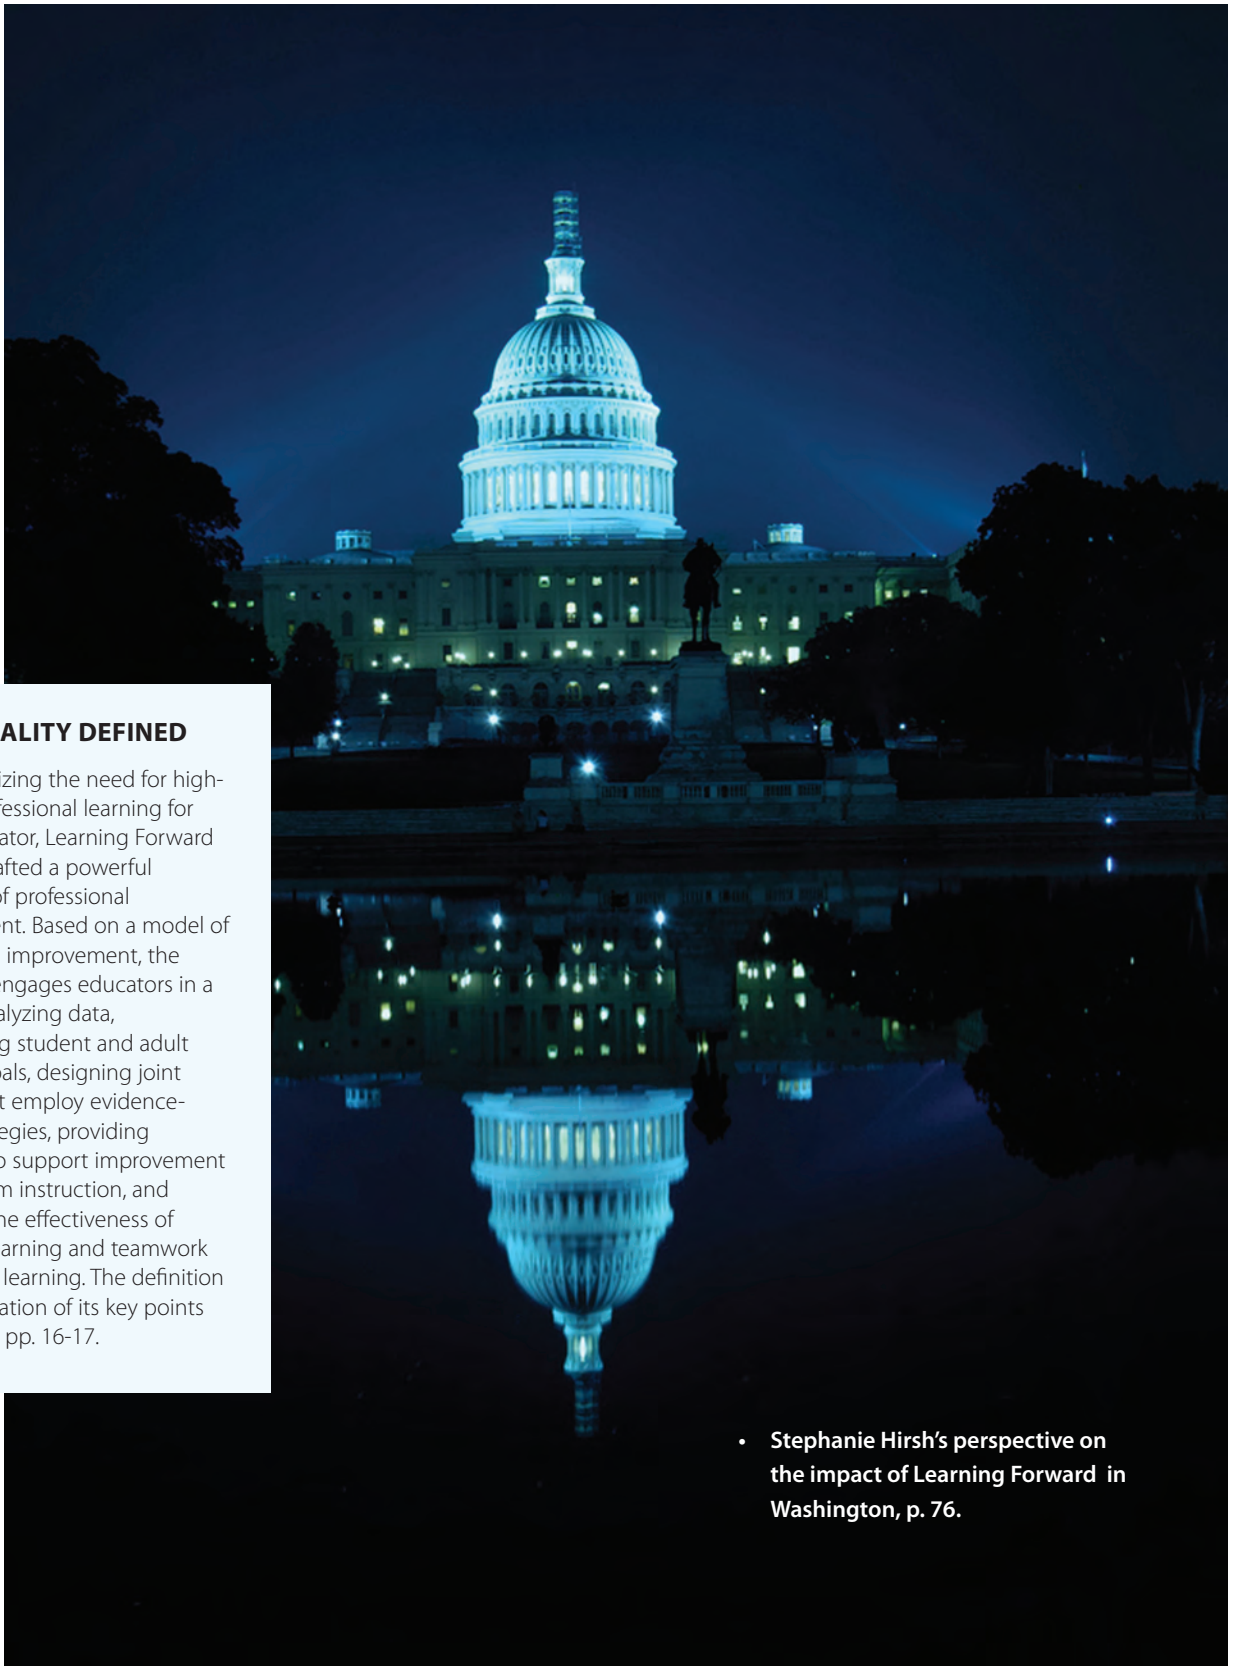 ALITY DEFINED
izing the need for high-
fessional learning for
ator, Learning Forward
afted a powerful
of professional
ent. Based on a model of
improvement, the
engages educators in a
alyzing data,
g student and adult
als, designing joint
t employ evidence-
egies, providing
o support improvement
m instruction, and
he effectiveness of
arning and teamwork
learning. The definition
ation of its key points
pp. 16-17.
• Stephanie Hirsh's perspective on
the impact of Learning Forward in
Washington, p. 76.